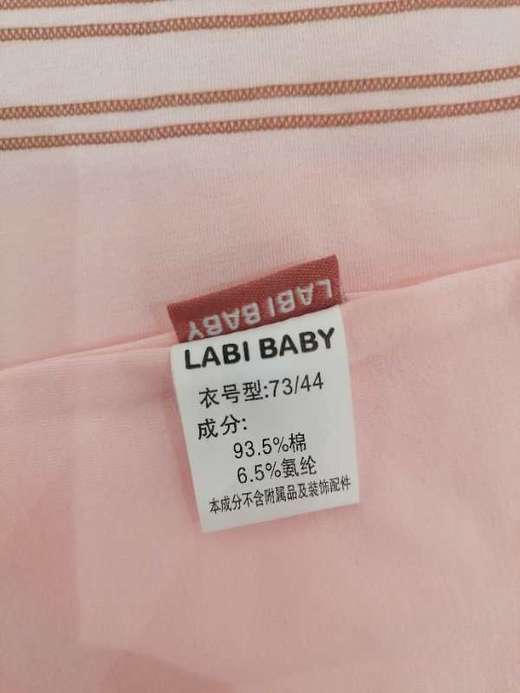 LABI BABY
LABI BABY
衣号型:73/44
成分:
93.5%棉
6.5%氨纶
本成分不含附属品及装饰配件